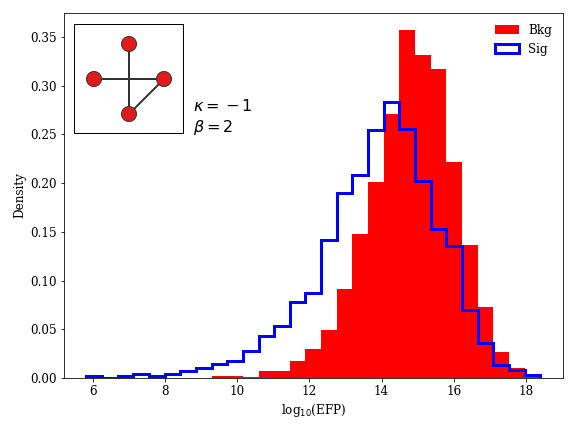 Bkg
Sig
κ = −1
β = 2
Density
0.35
0.30
0.25
0.20
0.15
0.10
0.05
0.00
6 8 10 12 14 16 18
log₁₀(EFP)